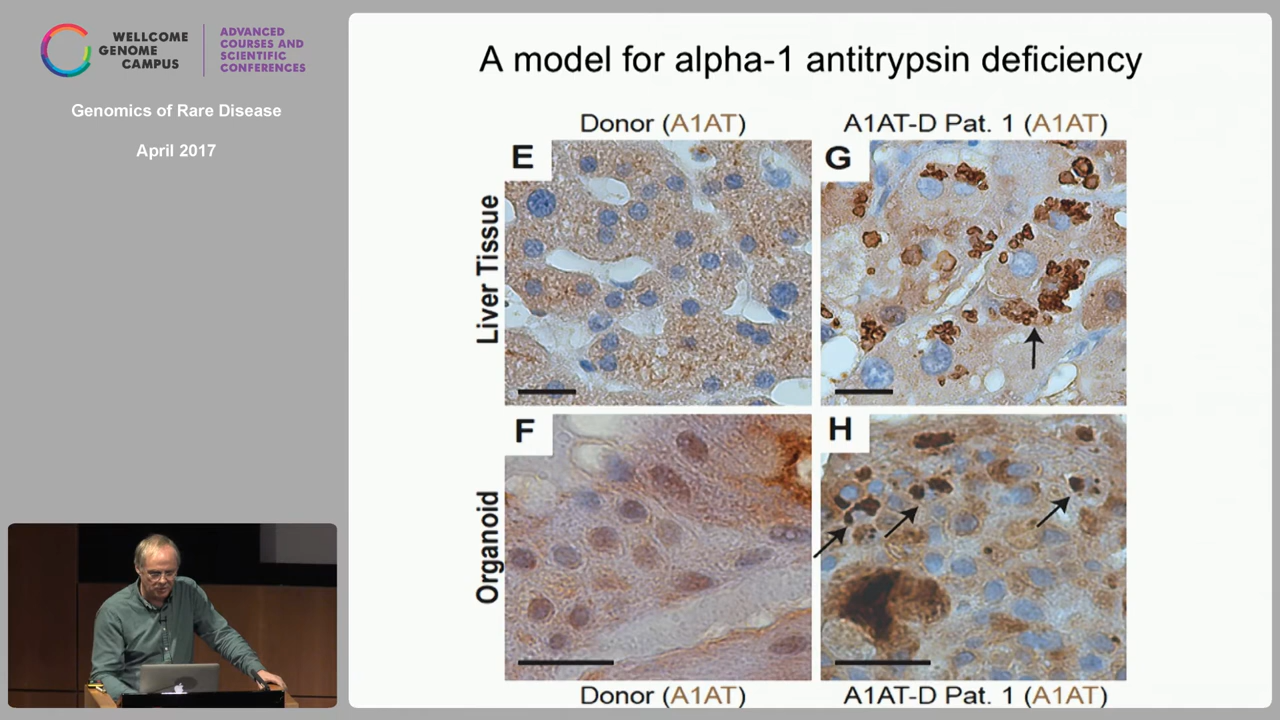 WELLCOME
GENOME
CAMPUS
ADVANCED
COURSES AND
SCIENTIFIC
CONFERENCES
Genomics of Rare Disease
April 2017
A model for alpha-1 antitrypsin deficiency
Donor (A1AT)
A1AT-D Pat. 1 (A1AT)
Liver Tissue
E
G
Organoid
F
H
Donor (A1AT)
A1AT-D Pat. 1 (A1AT)